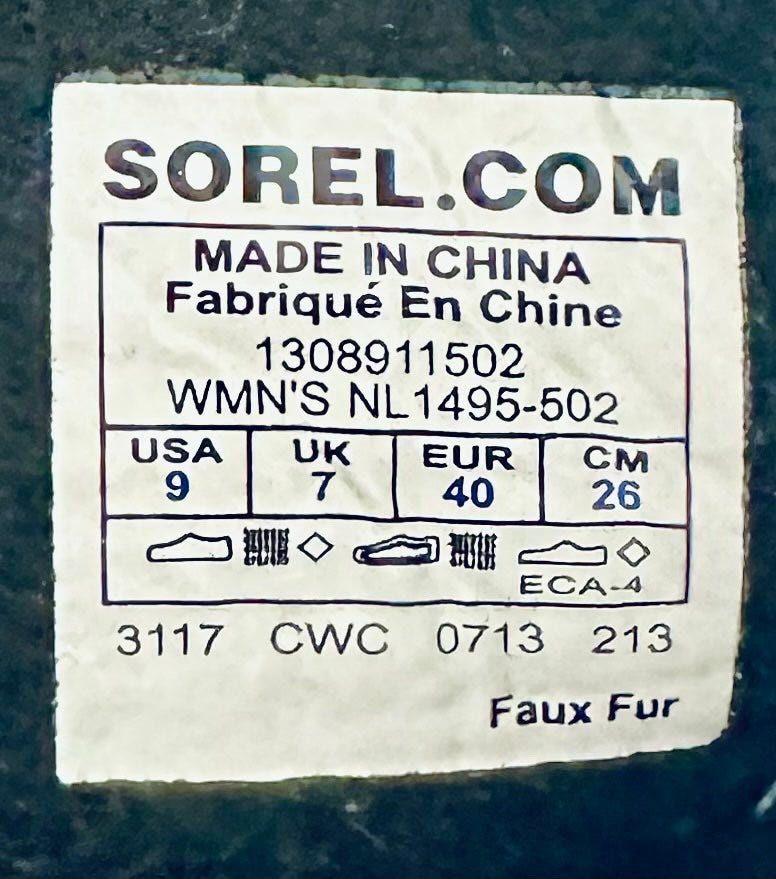 SOREL.COM
MADE IN CHINA
Fabriqué En Chine
1308911502
WMN'S NL1495-502
USA UK EUR CM
9 7 40 26
ECA-4
3117 CWC 0713 213
Faux Fur